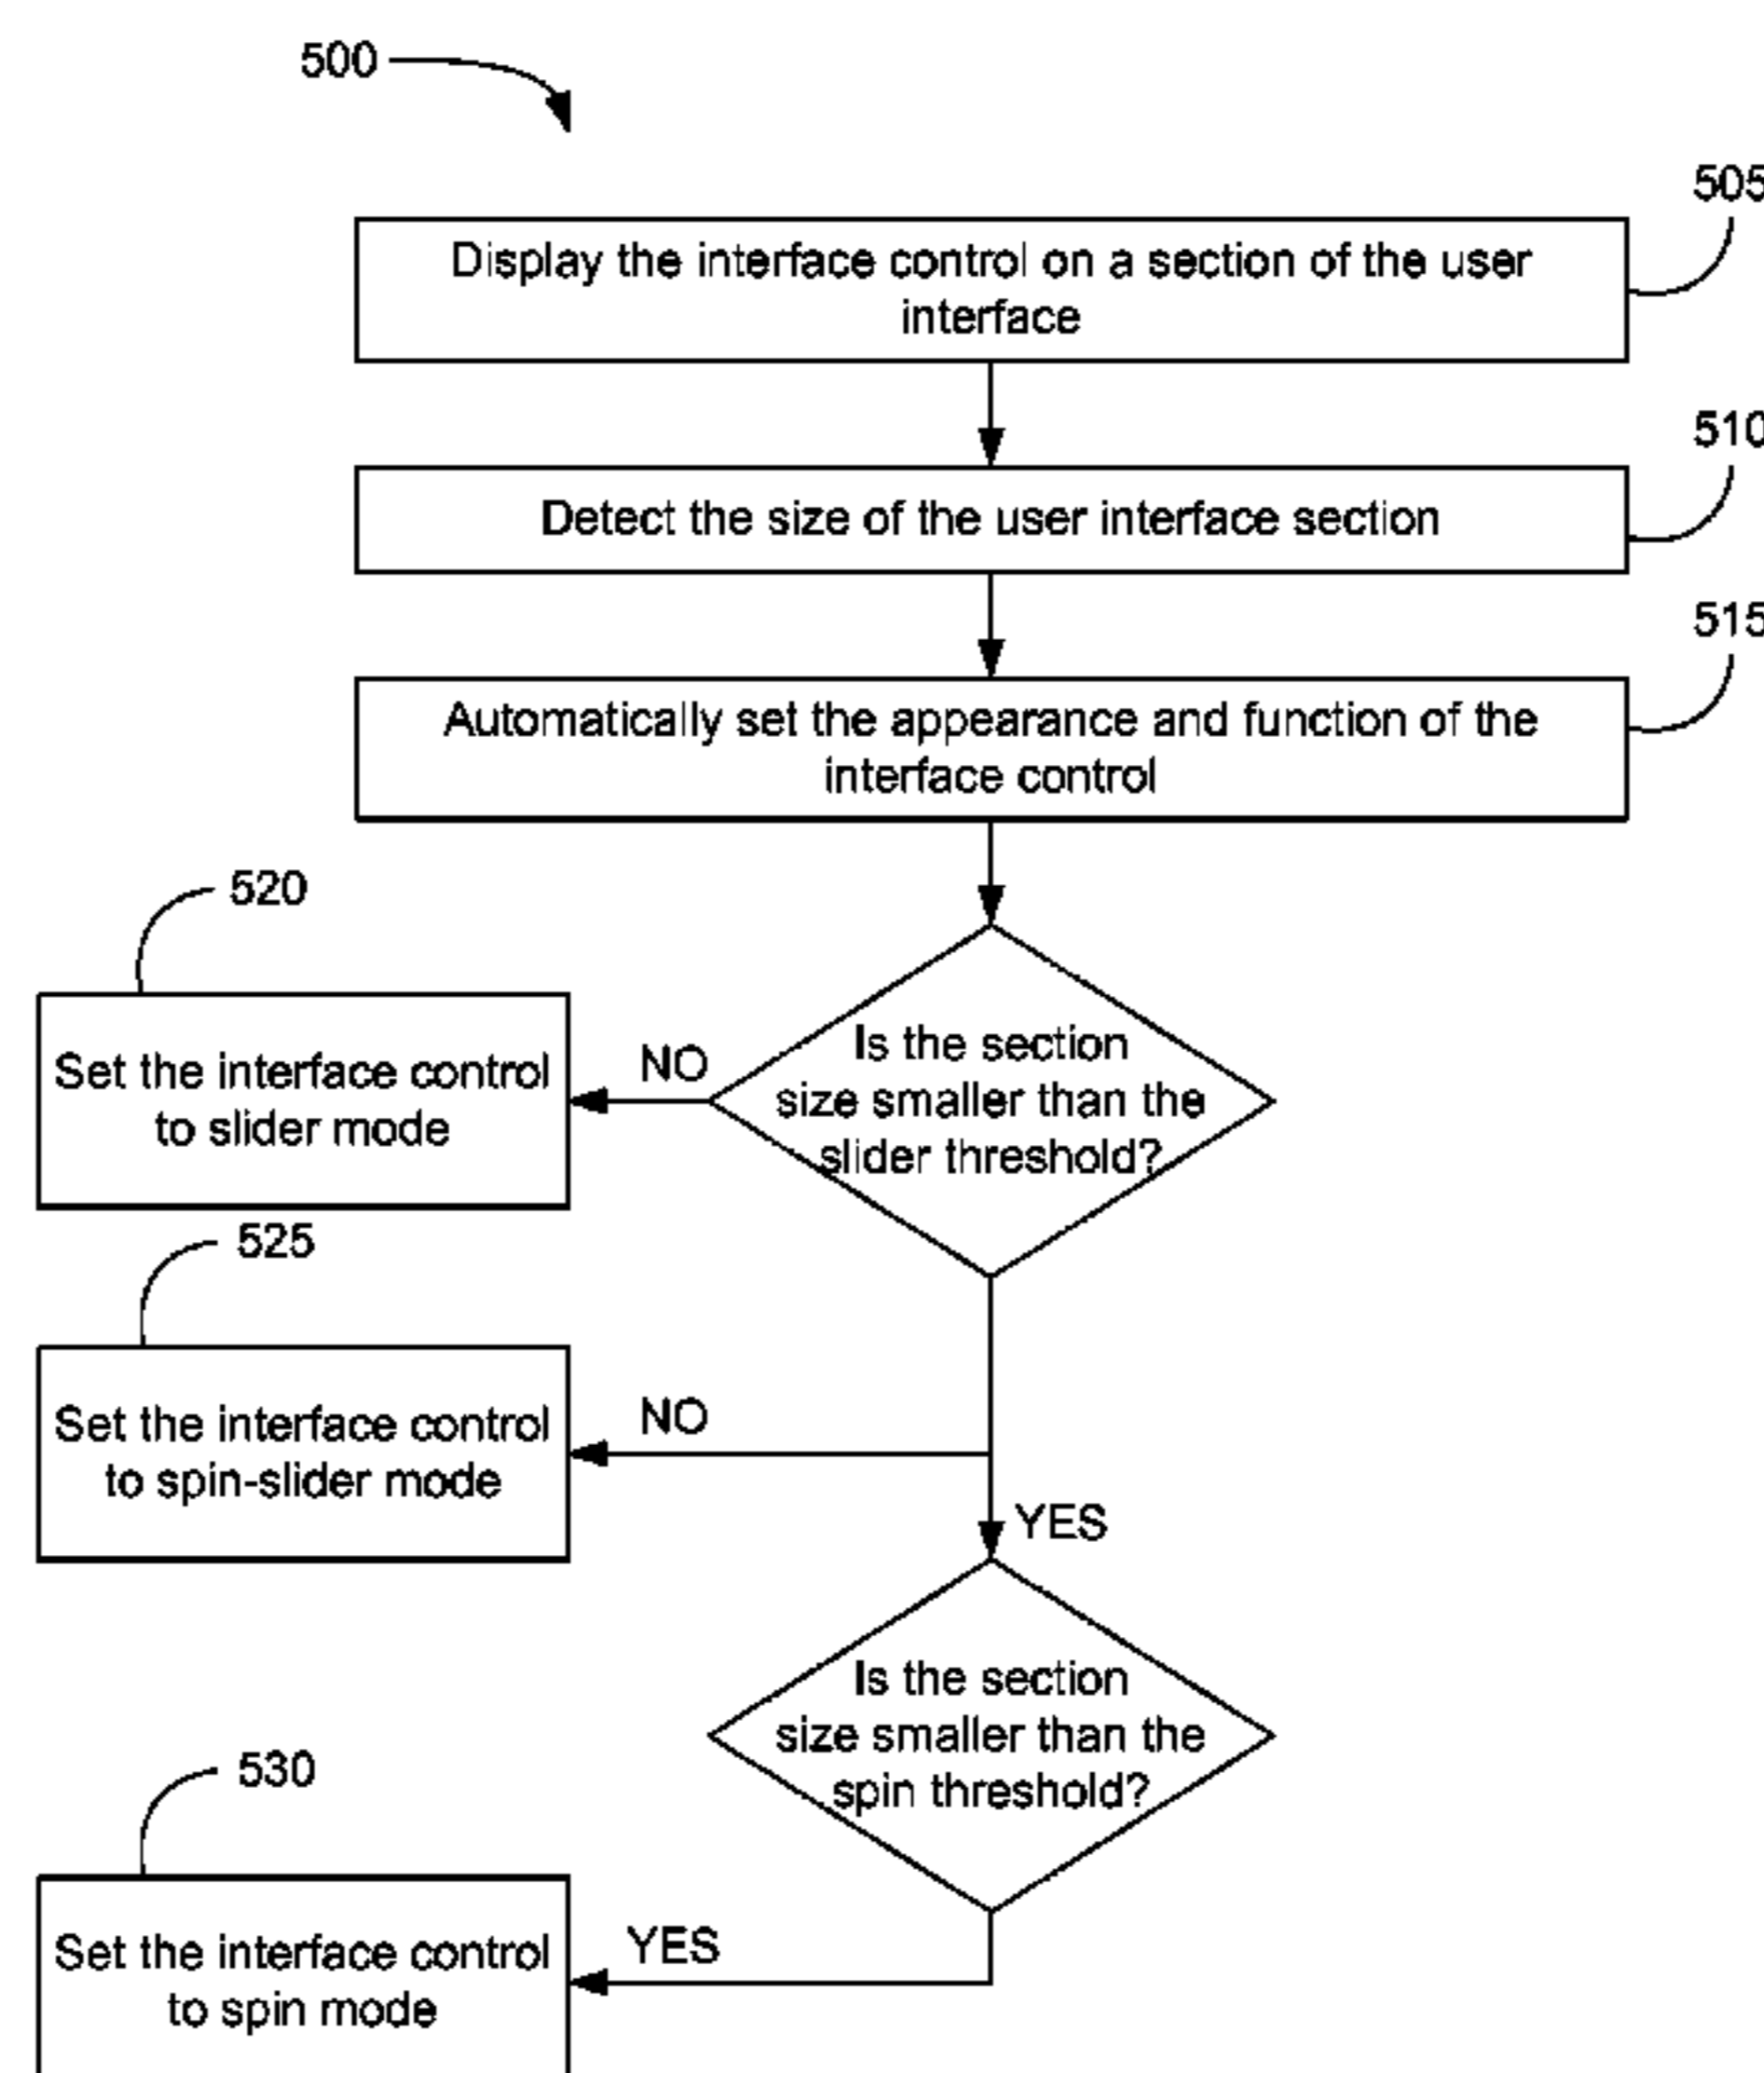 500
505
Display the interface control on a section of the user
interface
510
Detect the size of the user interface section
515
Automatically set the appearance and function of the
interface control
520
Set the interface control
to slider mode
NO
Is the section
size smaller than the
slider threshold?
525
Set the interface control
to spin-slider mode
NO
YES
Is the section
size smaller than the
spin threshold?
530
Set the interface control
to spin mode
YES